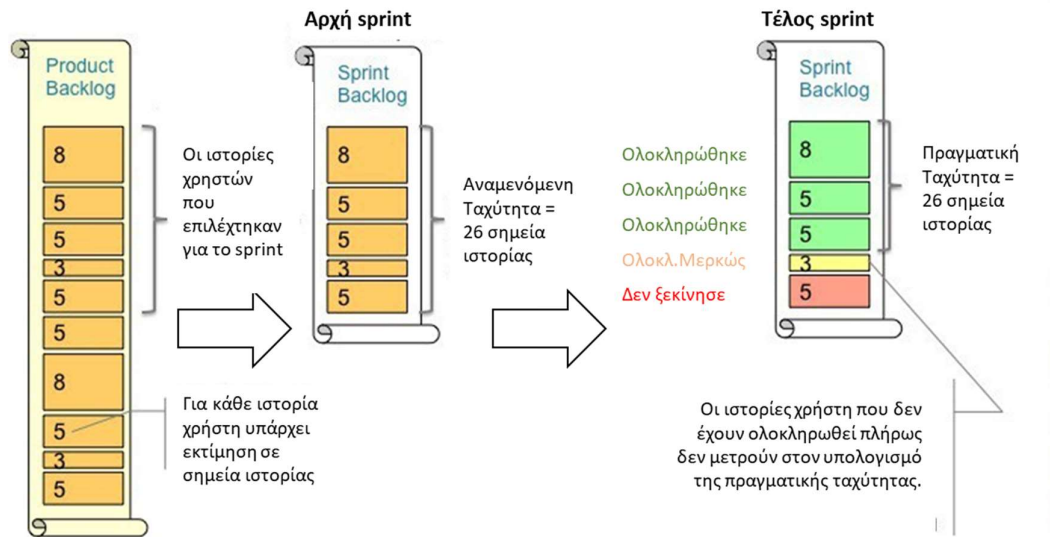 Αρχή sprint
Τέλος sprint
Product
Backlog
8
5
5
3
5
5
8
5
3
5
Οι ιστορίες
χρηστών
που
επιλέχτηκαν
για το sprint
Για κάθε ιστορία
χρήστη υπάρχει
εκτίμηση σε
σημεία ιστορίας
Sprint
Backlog
8
5
5
3
5
Αναμενόμενη
Ταχύτητα =
26 σημεία
ιστορίας
Ολοκληρώθηκε
Ολοκληρώθηκε
Ολοκληρώθηκε
Ολοκλ.Μερκώς
Δεν ξεκίνησε
Sprint
Backlog
8
5
5
3
5
Πραγματική
Ταχύτητα =
26 σημεία
ιστορίας
Οι ιστορίες χρήστη που δεν
έχουν ολοκληρωθεί πλήρως
δεν μετρούν στον υπολογισμό
της πραγματικής ταχύτητας.